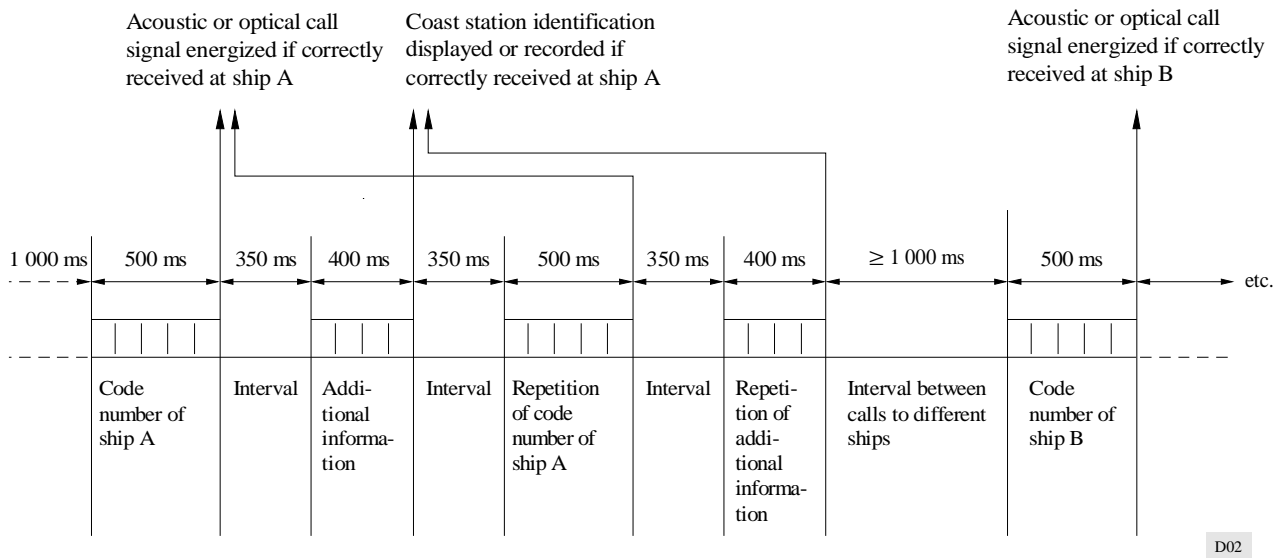 Acoustic or optical call
signal energized if correctly
received at ship A
Coast station identification
displayed or recorded if
correctly received at ship A
Acoustic or optical call
signal energized if correctly
received at ship B
1 000 ms
500 ms
350 ms
400 ms
350 ms
500 ms
350 ms
400 ms
≥ 1 000 ms
500 ms
etc.
Code
number of
ship A
Interval
Addi-
tional
informa-
tion
Interval
Repetition
of code
number of
ship A
Interval
Repeti-
tion of
addi-
tional
informa-
tion
Interval between
calls to different
ships
Code
number of
ship B
D02